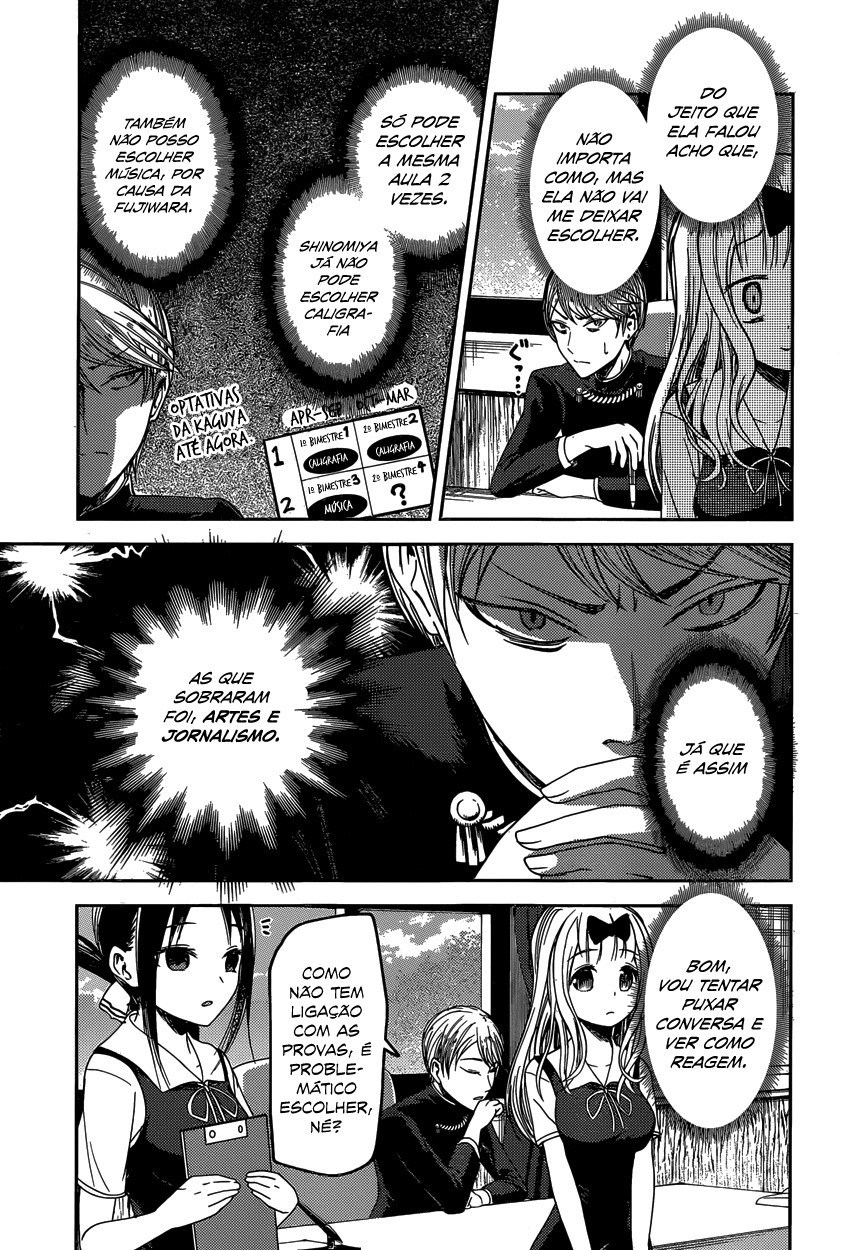 DO
JEITO QUE
ELA FALOU
ACHO QUE,
NÃO
IMPORTA
COMO, MAS
ELA NÃO VAI
ME DEIXAR
ESCOLHER.
ぐっ…
SÓ PODE
ESCOLHER
A MESMA
AULA 2
VEZES.
SHINOMIYA
JÁ NÃO
PODE
ESCOLHER
CALIGRA-
FIA
TAMBÉM
NÃO POSSO
ESCOLHER
MÚSICA, POR
CAUSA DA
FUJIWARA.
OPTATIVAS
DA KAGUYA
ATÉ AGORA.
APR-SET OCT-MAR
1 1º BIMESTRE 1 2º BIMESTRE 2
CALIGRAFIA CALIGRAFIA
2 1º BIMESTRE 3 2º BIMESTRE 4
MÚSICA ?
JÁ QUE
É ASSIM
AS QUE
SOBRARAM
FOI, ARTES E
JORNALISMO.
BOM,
VOU TENTAR
PUXAR
CONVERSA E
VER COMO
REAGEM.
COMO
NÃO TEM
LIGAÇÃO
COM AS
PROVAS, É
PROBLE-
MÁTICO
ESCOLHER,
NÉ?